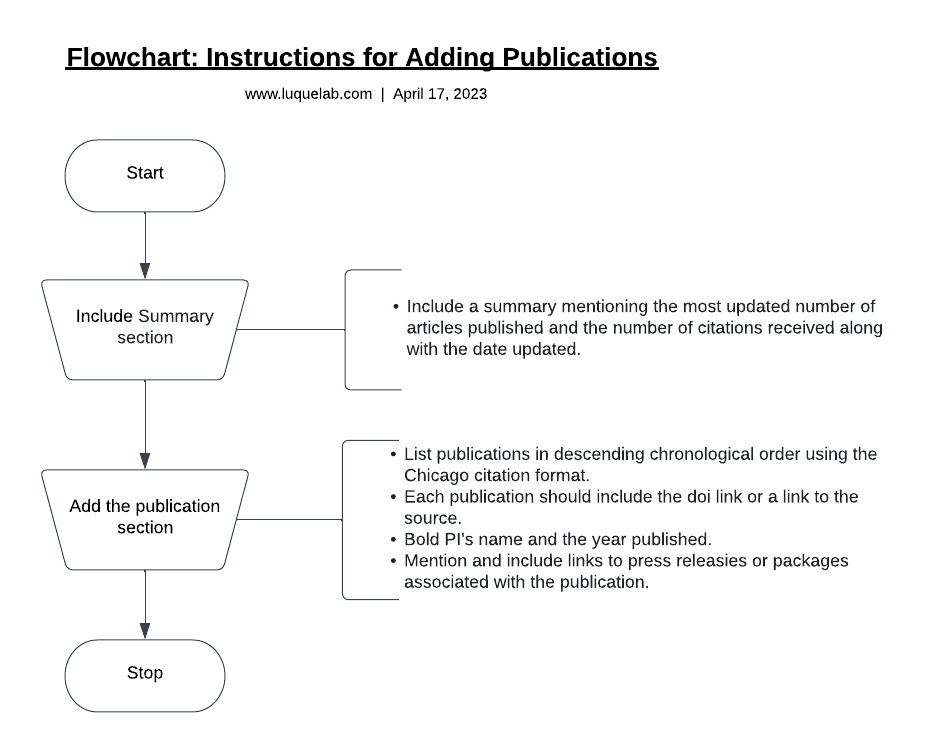 Flowchart: Instructions for Adding Publications
www.luquelab.com | April 17, 2023
Start
Include Summary
section
• Include a summary mentioning the most updated number of
articles published and the number of citations received along
with the date updated.
Add the publication
section
• List publications in descending chronological order using the
Chicago citation format.
• Each publication should include the doi link or a link to the
source.
• Bold PI's name and the year published.
• Mention and include links to press releasies or packages
associated with the publication.
Stop